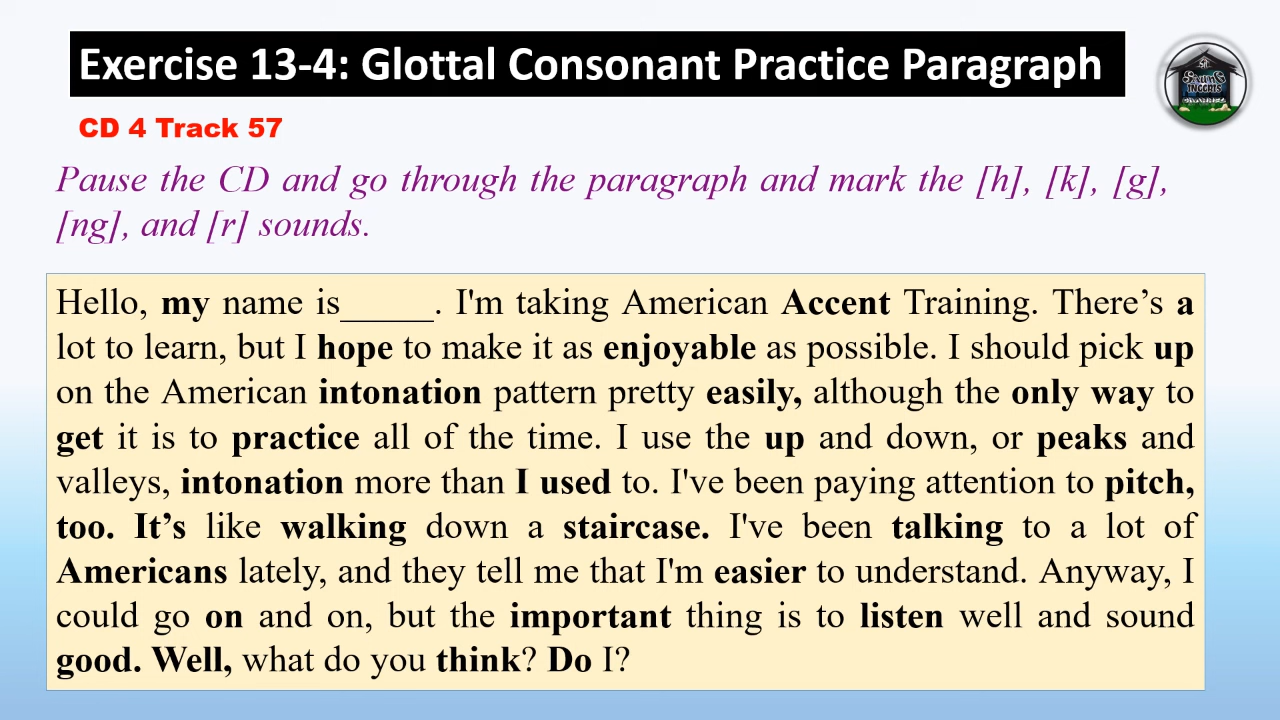 Exercise 13-4: Glottal Consonant Practice Paragraph
CD 4 Track 57
Pause the CD and go through the paragraph and mark the [h], [k], [g],
[ng], and [r] sounds.
Hello, my name is_____. I'm taking American Accent Training. There’s a
lot to learn, but I hope to make it as enjoyable as possible. I should pick up
on the American intonation pattern pretty easily, although the only way to
get it is to practice all of the time. I use the up and down, or peaks and
valleys, intonation more than I used to. I've been paying attention to pitch,
too. It’s like walking down a staircase. I've been talking to a lot of
Americans lately, and they tell me that I'm easier to understand. Anyway, I
could go on and on, but the important thing is to listen well and sound
good. Well, what do you think? Do I?